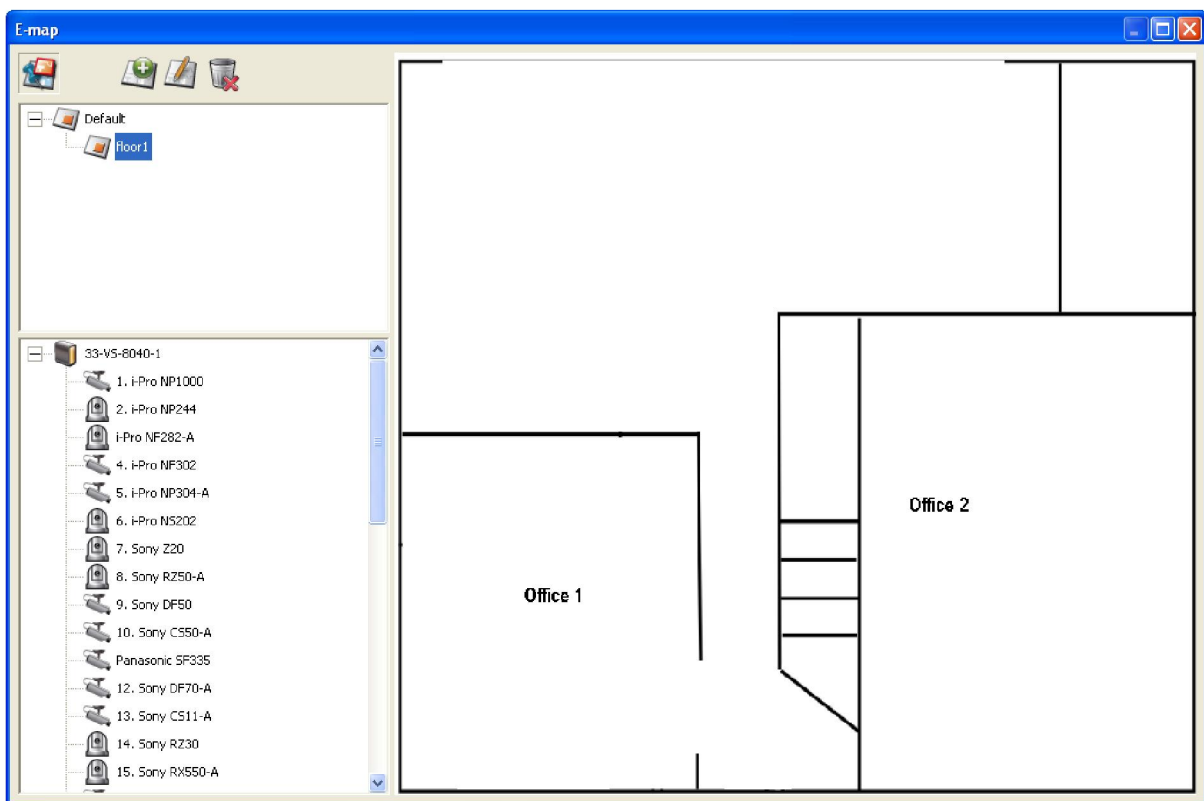 E-map
Default
floor1
33-VS-8040-1
1. i-Pro NP1000
2. i-Pro NP244
i-Pro NF282-A
4. i-Pro NF302
5. i-Pro NP304-A
6. i-Pro NS202
7. Sony Z20
8. Sony RZ50-A
9. Sony DF50
10. Sony CS50-A
Panasonic SF335
12. Sony DF70-A
13. Sony CS11-A
14. Sony RZ30
15. Sony RX550-A
Office 1
Office 2